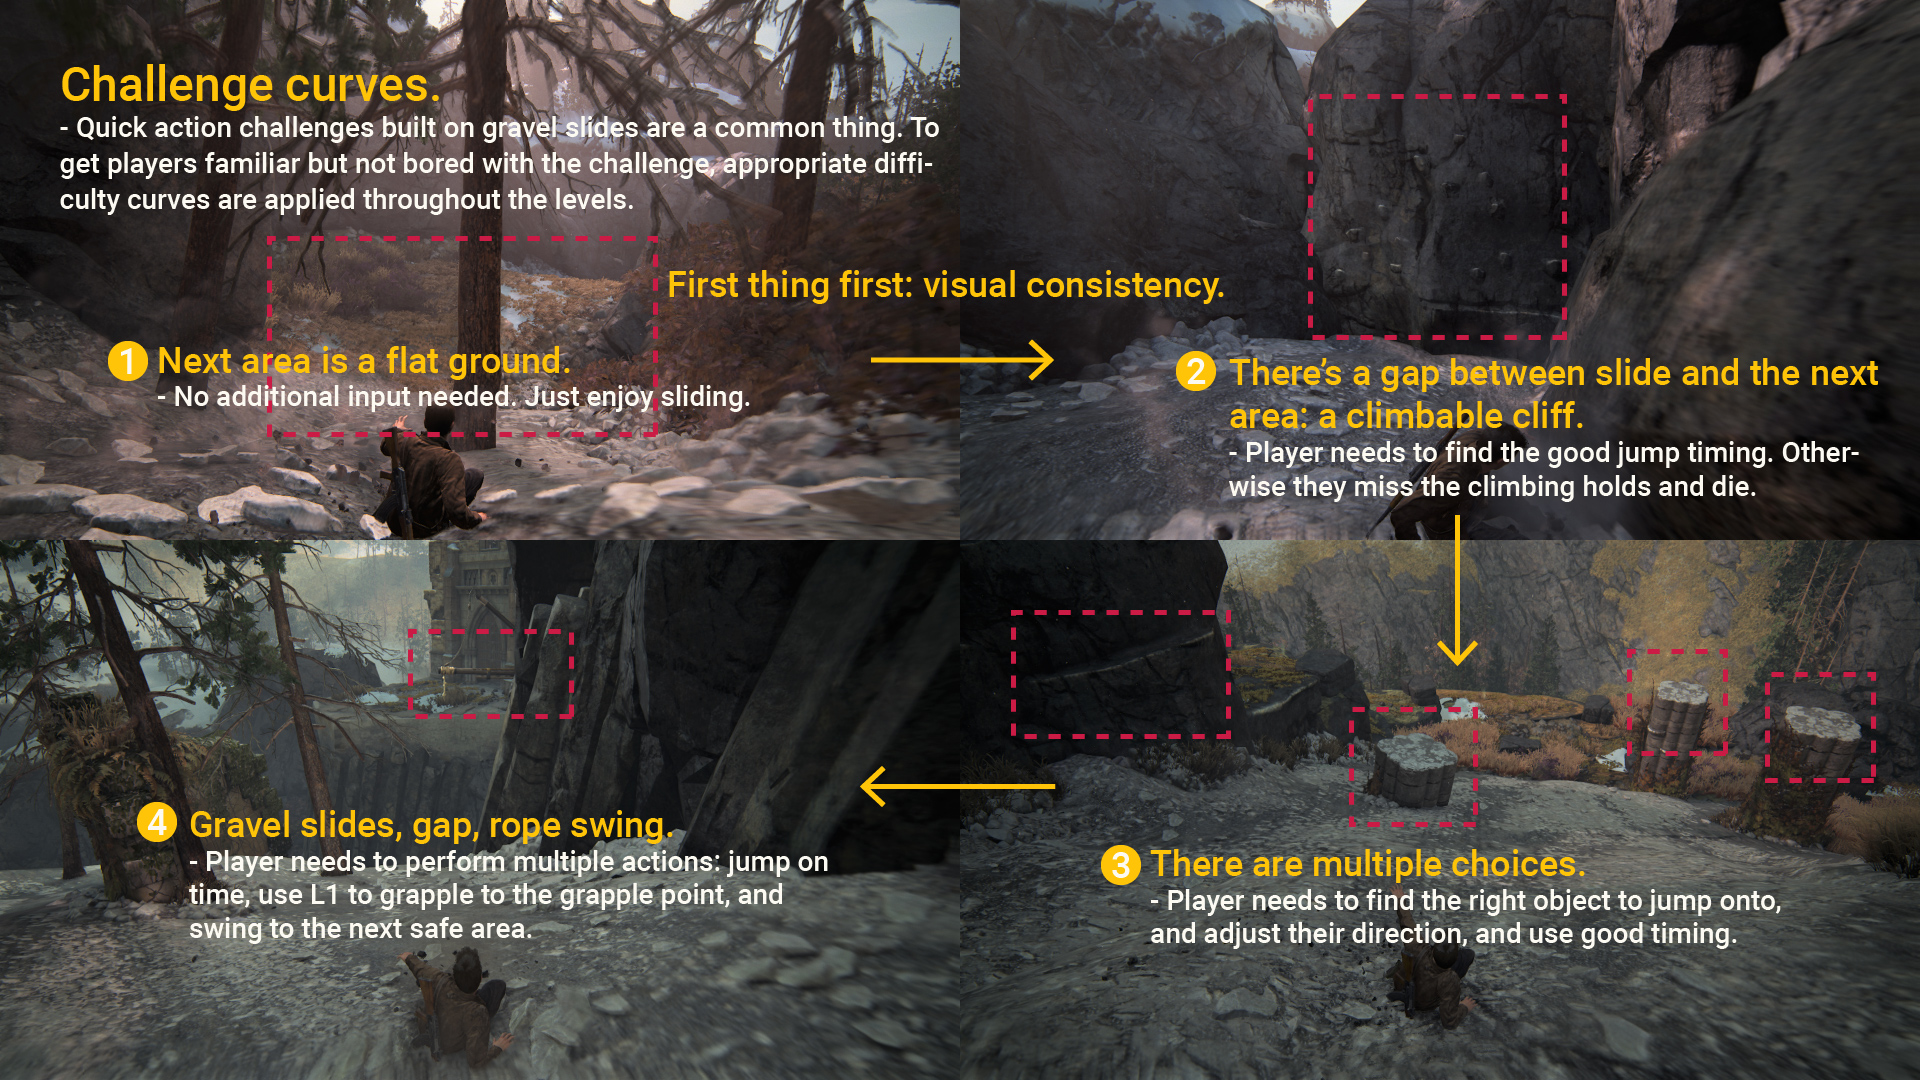 Challenge curves.
- Quick action challenges built on gravel slides are a common thing. To
get players familiar but not bored with the challenge, appropriate diffi-
culty curves are applied throughout the levels.
First thing first: visual consistency.
1 Next area is a flat ground.
- No additional input needed. Just enjoy sliding.
2 There's a gap between slide and the next
area: a climbable cliff.
- Player needs to find the good jump timing. Other-
wise they miss the climbing holds and die.
3 There are multiple choices.
- Player needs to find the right object to jump onto,
and adjust their direction, and use good timing.
4 Gravel slides, gap, rope swing.
- Player needs to perform multiple actions: jump on
time, use L1 to grapple to the grapple point, and
swing to the next safe area.